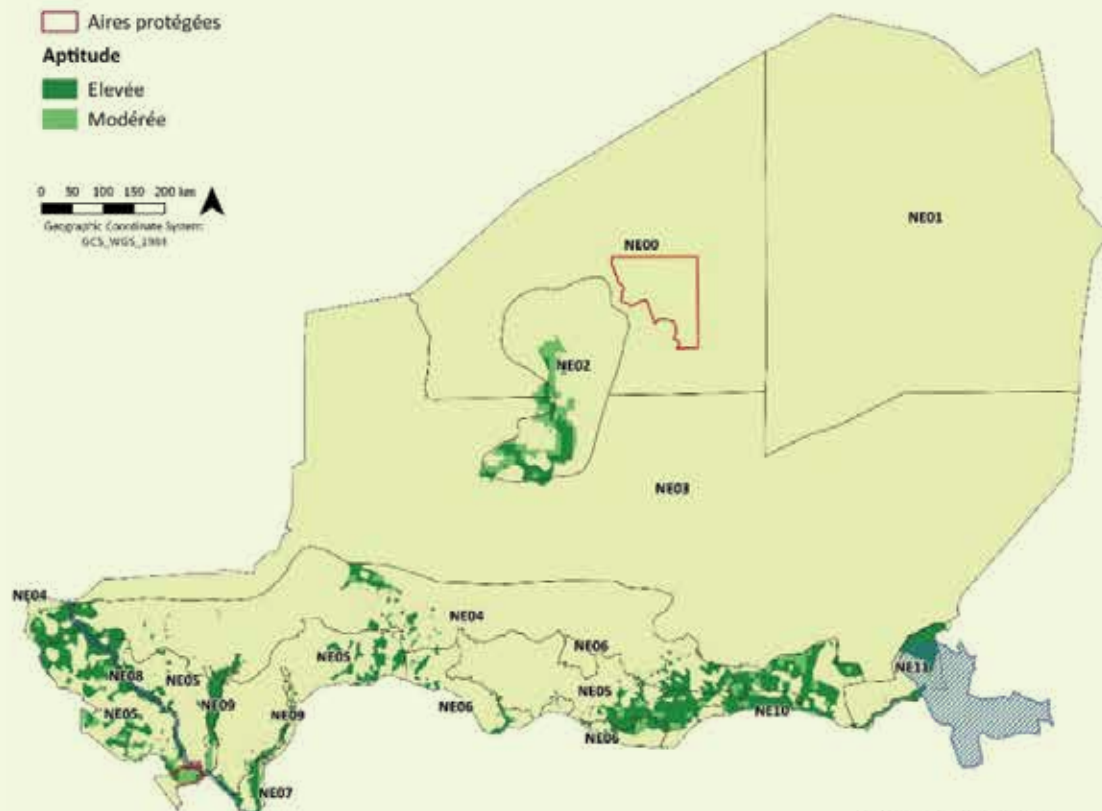 Aires protégées
Aptitude
Elevée
Modérée
0 50 100 150 200 km
Geographic Coordinate System:
GCS_WGS_1984
NE01
NE00
NE02
NE03
NE04
NE04
NE06
NE08
NE05
NE05
NE05
NE11
NE09
NE05
NE09
NE06
NE10
NE06
NE07